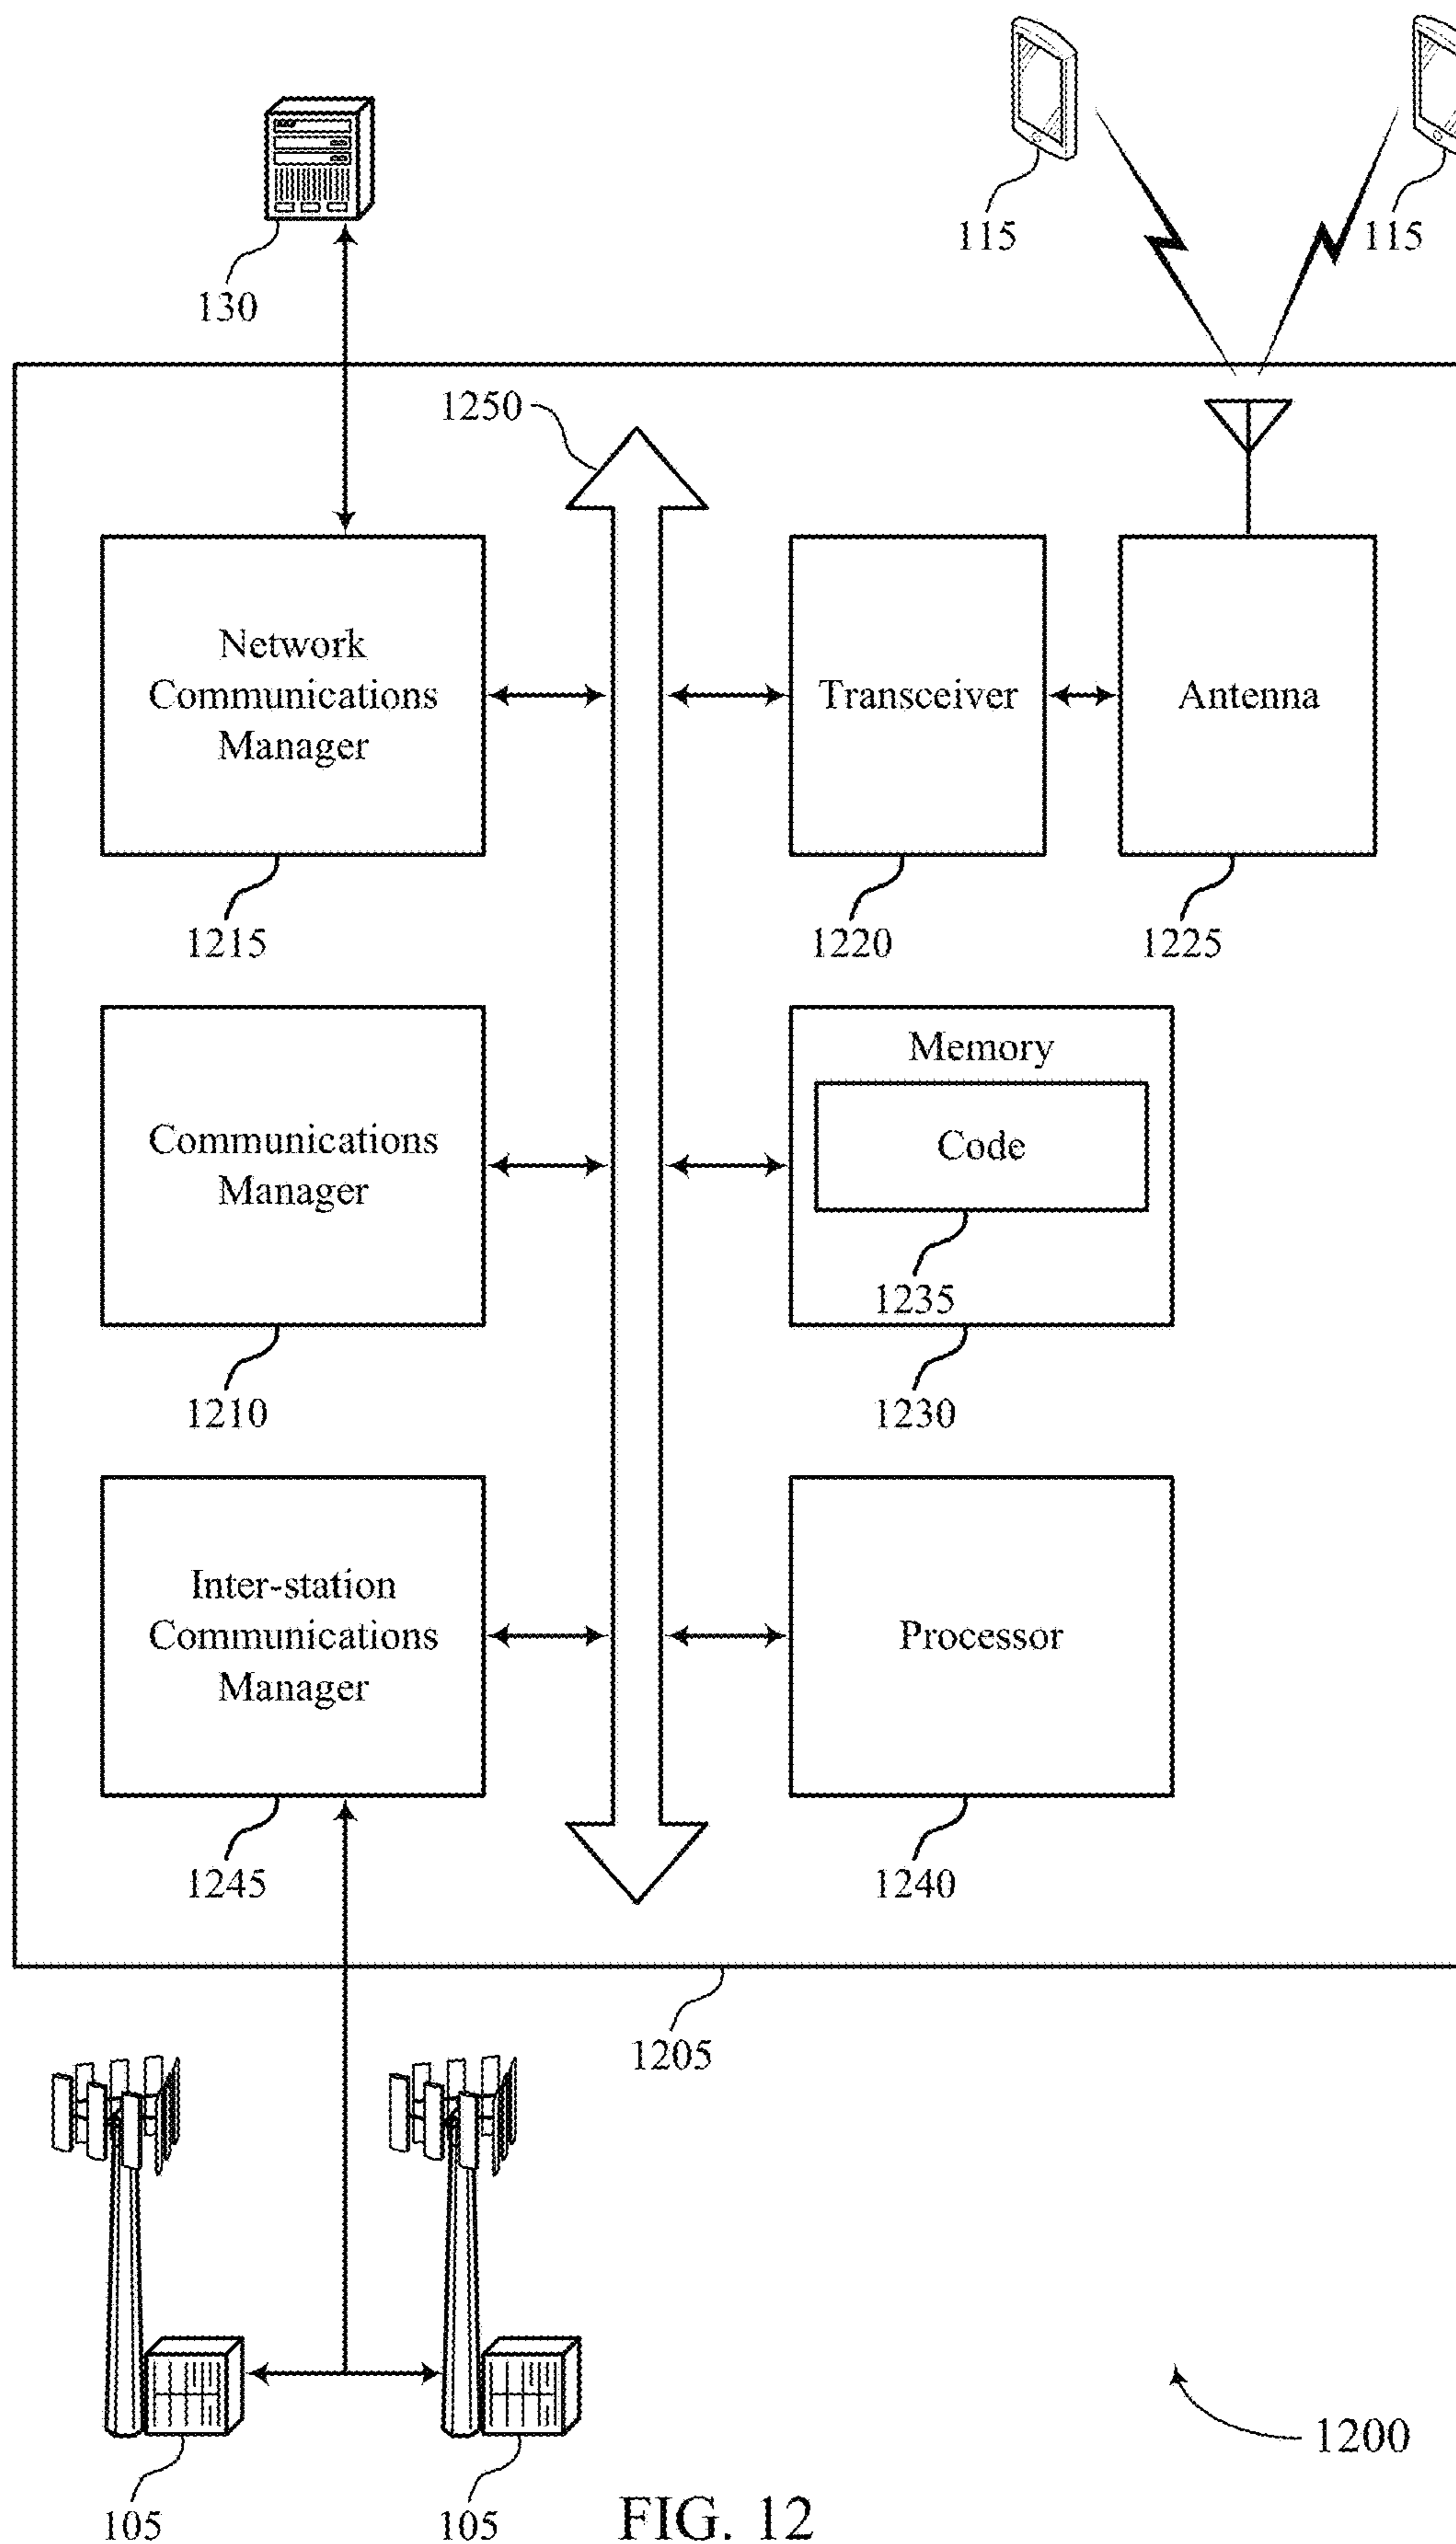 115
115
130
1250
Network
Communications
Manager
Transceiver
Antenna
1215
1220
1225
Communications
Manager
Memory
Code
1235
1210
1230
Inter-station
Communications
Manager
Processor
1245
1240
1205
1200
105
105
FIG. 12